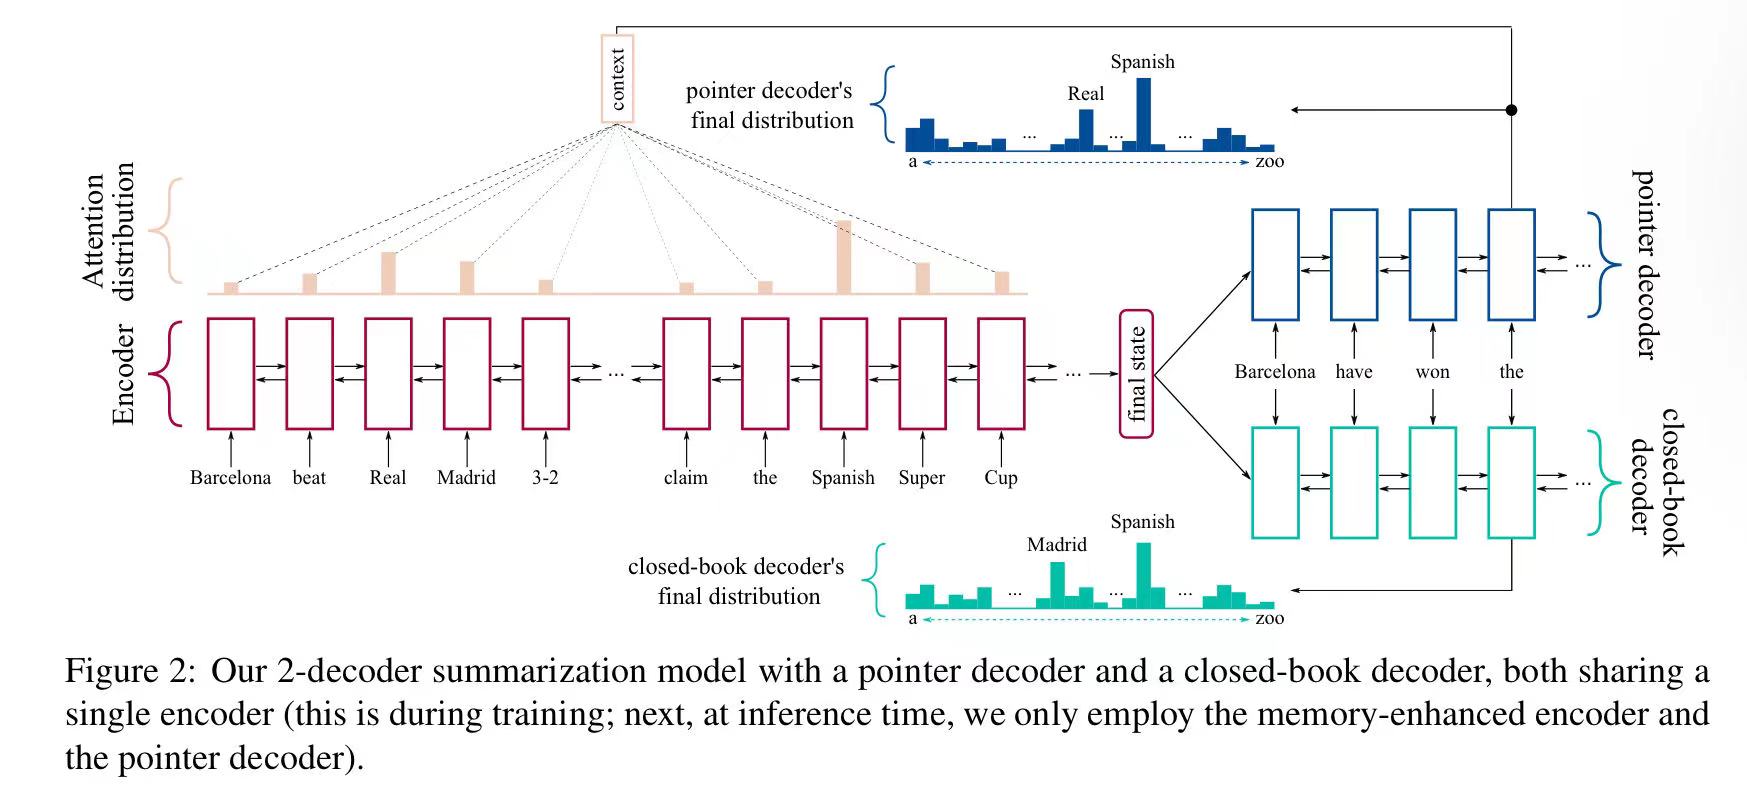 context
pointer decoder's
final distribution
Spanish
Real
...
...
...
a
zoo
Attention
distribution
Encoder
...
...
final state
Barcelona
beat
Real
Madrid
3-2
claim
the
Spanish
Super
Cup
pointer decoder
...
Barcelona
have
won
the
closed-book
decoder
...
closed-book decoder's
final distribution
Spanish
Madrid
...
...
...
a
zoo
Figure 2: Our 2-decoder summarization model with a pointer decoder and a closed-book decoder, both sharing a
single encoder (this is during training; next, at inference time, we only employ the memory-enhanced encoder and
the pointer decoder).